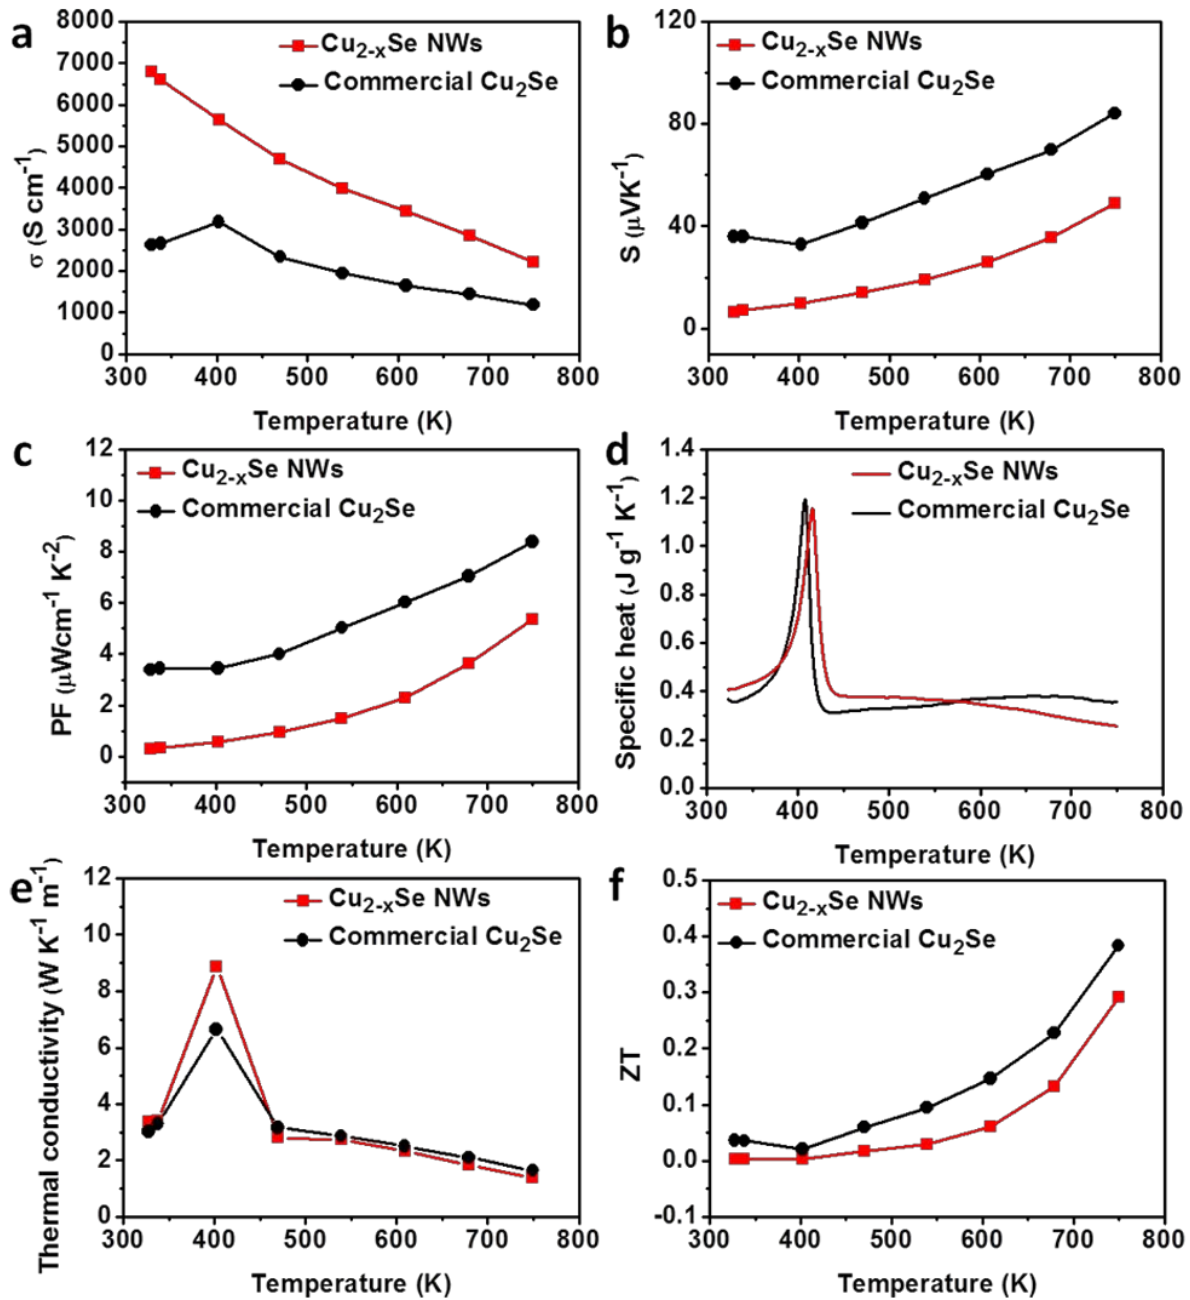 a
8000
7000
6000
5000
4000
3000
2000
1000
0
σ (S cm⁻¹)
Cu₂₋ₓSe NWs
Commercial Cu₂Se
300 400 500 600 700 800
Temperature (K)
b
120
80
40
0
S (μVK⁻¹)
Cu₂₋ₓSe NWs
Commercial Cu₂Se
300 400 500 600 700 800
Temperature (K)
c
12
10
8
6
4
2
0
PF (μWcm⁻¹ K⁻²)
Cu₂₋ₓSe NWs
Commercial Cu₂Se
300 400 500 600 700 800
Temperature (K)
d
1.4
1.2
1.0
0.8
0.6
0.4
0.2
0.0
Specific heat (J g⁻¹ K⁻¹)
Cu₂₋ₓSe NWs
Commercial Cu₂Se
300 400 500 600 700 800
Temperature (K)
e
12
10
8
6
4
2
0
Thermal conductivity (W K⁻¹ m⁻¹)
Cu₂₋ₓSe NWs
Commercial Cu₂Se
300 400 500 600 700 800
Temperature (K)
f
0.5
0.4
0.3
0.2
0.1
0.0
-0.1
ZT
Cu₂₋ₓSe NWs
Commercial Cu₂Se
300 400 500 600 700 800
Temperature (K)